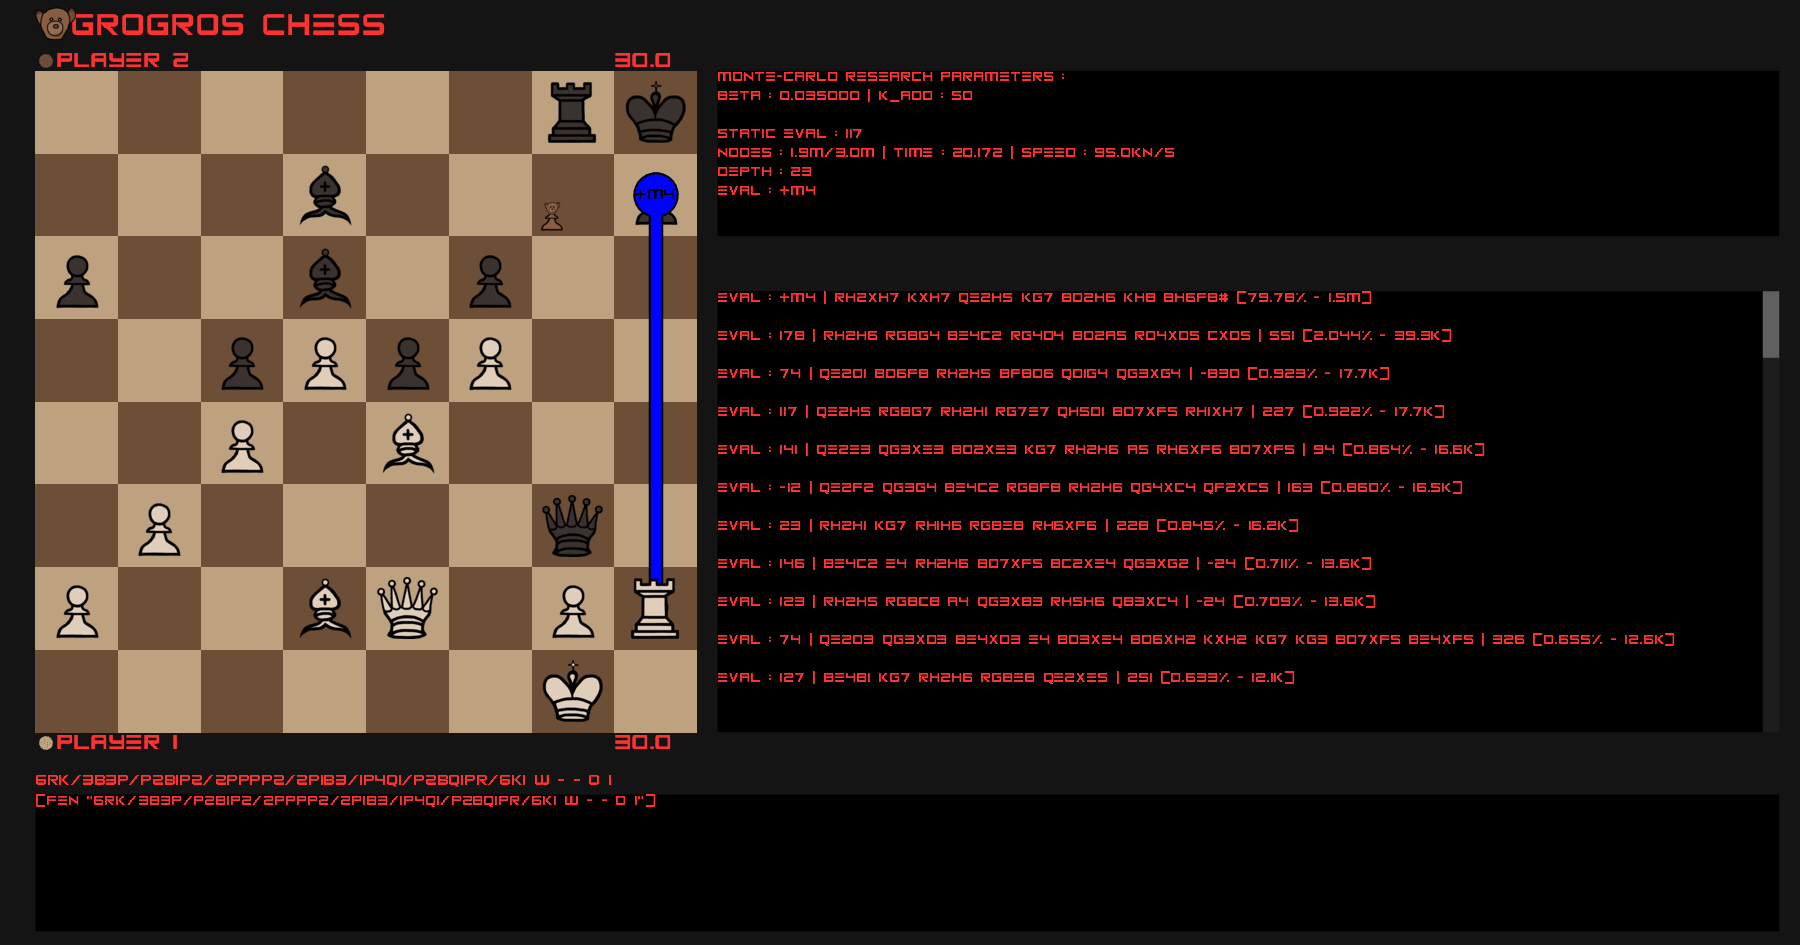 GROGROS CHESS
PLAYER 2
30.0
+M4
PLAYER 1
30.0
MONTE-CARLO RESEARCH PARAMETERS :
BETA : 0.035000 | K_ADD : 50
STATIC EVAL : 117
NODES : 1.9M/3.0M | TIME : 20.172 | SPEED : 95.0KN/S
DEPTH : 23
EVAL : +M4
EVAL : +M4 | RH2XH7 KXH7 QE2H5 KG7 BD2H6 KH8 BH6F8# [79.78% - 1.5M]
EVAL : 178 | RH2H6 RG8G4 BE4C2 RG4D4 BD2A5 RD4XD5 CXD5 | 551 [2.044% - 39.3K]
EVAL : 74 | QE2D1 BD6F8 RH2H5 BF8D6 QD1G4 QG3XG4 | -830 [0.923% - 17.7K]
EVAL : 117 | QE2H5 RG8G7 RH2H1 RG7E7 QH5D1 BD7XF5 RH1XH7 | 227 [0.922% - 17.7K]
EVAL : 141 | QE2E3 QG3XE3 BD2XE3 KG7 RH2H6 A5 RH6XF6 BD7XF5 | 94 [0.864% - 16.6K]
EVAL : -12 | QE2F2 QG3G4 BE4C2 RG8F8 RH2H6 QG4XC4 QF2XC5 | 163 [0.860% - 16.5K]
EVAL : 23 | RH2H1 KG7 RH1H6 RG8E8 RH6XF6 | 228 [0.845% - 16.2K]
EVAL : 146 | BE4C2 E4 RH2H6 BD7XF5 BC2XE4 QG3XG2 | -24 [0.711% - 13.6K]
EVAL : 123 | RH2H5 RG8C8 A4 QG3XB3 RH5H6 QB3XC4 | -24 [0.709% - 13.6K]
EVAL : 74 | QE2D3 QG3XD3 BE4XD3 E4 BD3XE4 BD6XH2 KXH2 KG7 KG3 BD7XF5 BE4XF5 | 326 [0.655% - 12.6K]
EVAL : 127 | BE4B1 KG7 RH2H6 RG8E8 QE2XE5 | 251 [0.633% - 12.1K]
6RK/3B3P/P2B1P2/2PPPP2/2P1B3/1P4Q1/P2BQ1PR/6K1 W - - 0 1
[FEN "6RK/3B3P/P2B1P2/2PPPP2/2P1B3/1P4Q1/P2BQ1PR/6K1 W - - 0 1"]